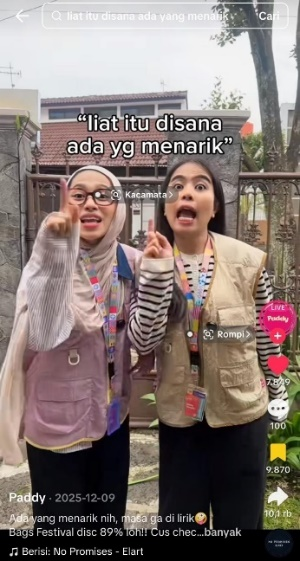 liat itu disana ada yang menarik
Cari
"liat itu disana
ada yg menarik"
Kacamata >
Rompi >
LIVE
Paddy
7.849
100
9.870
10,1 rb
Paddy · 2025-12-09
Ada yang menarik nih, masa ga di lirik🤪
Bags Festival disc 89% loh!! Cus chec...banyak
Berisi: No Promises - Elart